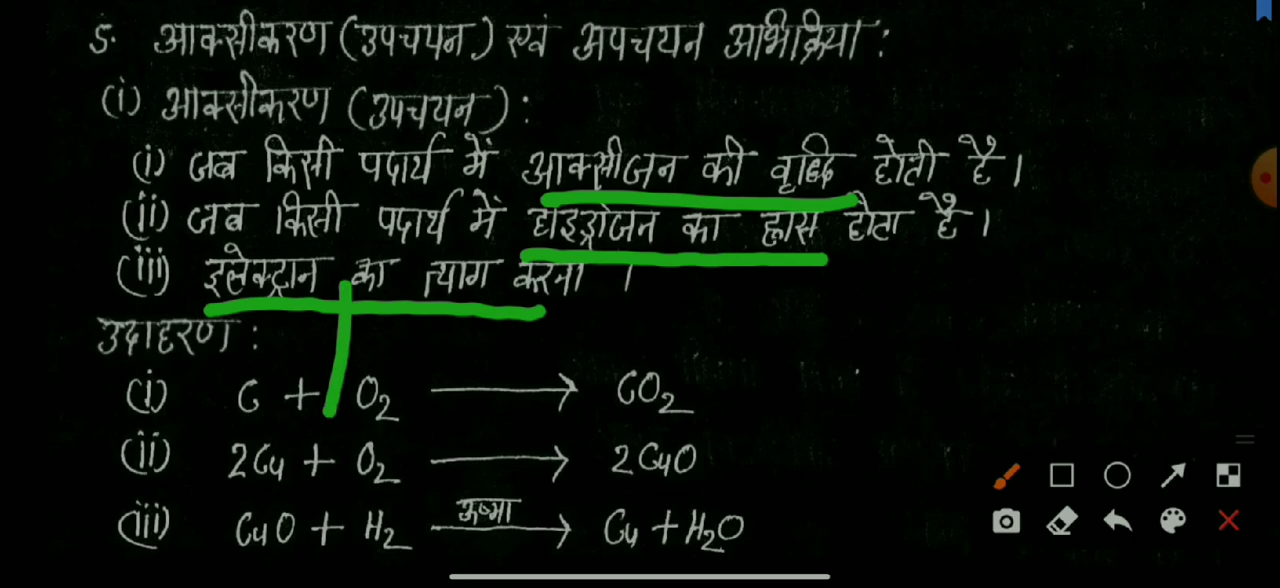 5. आक्सीकरण (उपचयन) एवं अपचयन अभिक्रिया :
(i) आक्सीकरण (उपचयन) :
(i) जब किसी पदार्थ में आक्सीजन की वृद्धि होती है।
(ii) जब किसी पदार्थ में हाइड्रोजन का ह्रास होता है।
(iii) इलेक्ट्रान का त्याग करना ।
उदाहरण :
(i) C + O₂ ⟶ CO₂
(ii) 2Cu + O₂ ⟶ 2CuO
(iii) CuO + H₂ ⟶ ऊष्मा Cu + H₂O